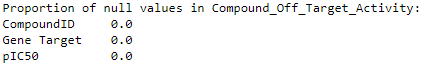 Proportion of null values in Compound_Off_Target_Activity:
CompoundID    0.0
Gene Target    0.0
pIC50    0.0